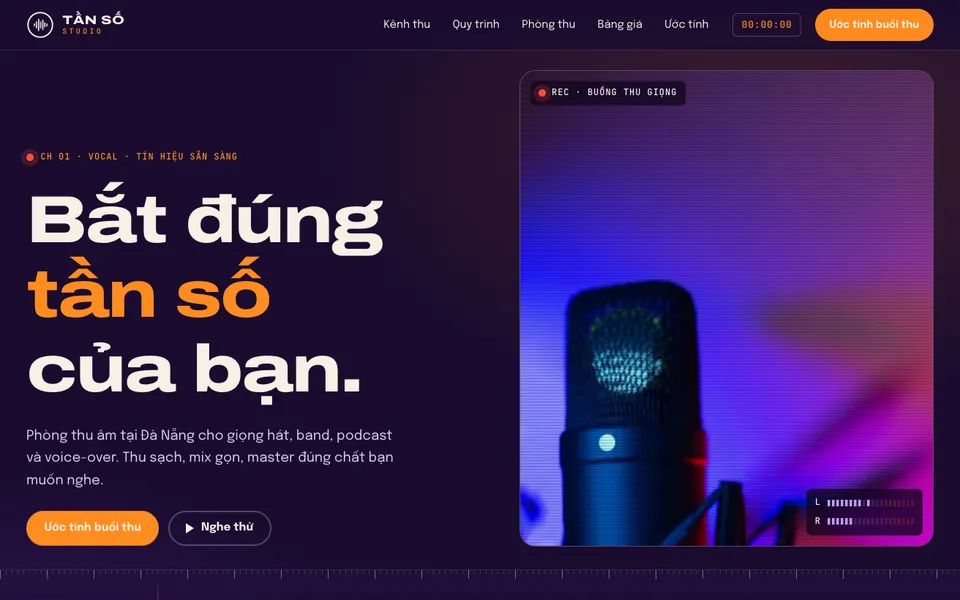 TẦN SỐ
STUDIO
Kênh thu
Quy trình
Phòng thu
Bảng giá
Ước tính
00:00:00
Ước tính buổi thu
REC · BUỒNG THU GIỌNG
CH 01 · VOCAL · TÍN HIỆU SẴN SÀNG
Bắt đúng
tần số
của bạn.
Phòng thu âm tại Đà Nẵng cho giọng hát, band, podcast
và voice-over. Thu sạch, mix gọn, master đúng chất bạn
muốn nghe.
Ước tính buổi thu
Nghe thử
L
R